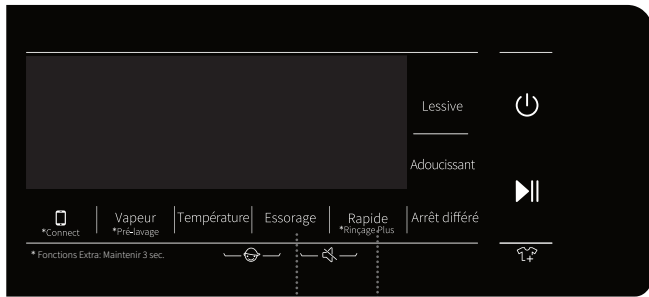 Lessive
Adoucissant
Vapeur Température Essorage Rapide Arrêt différé
*Connect *Pré-lavage *Rinçage Plus
* Fonctions Extra: Maintenir 3 sec.